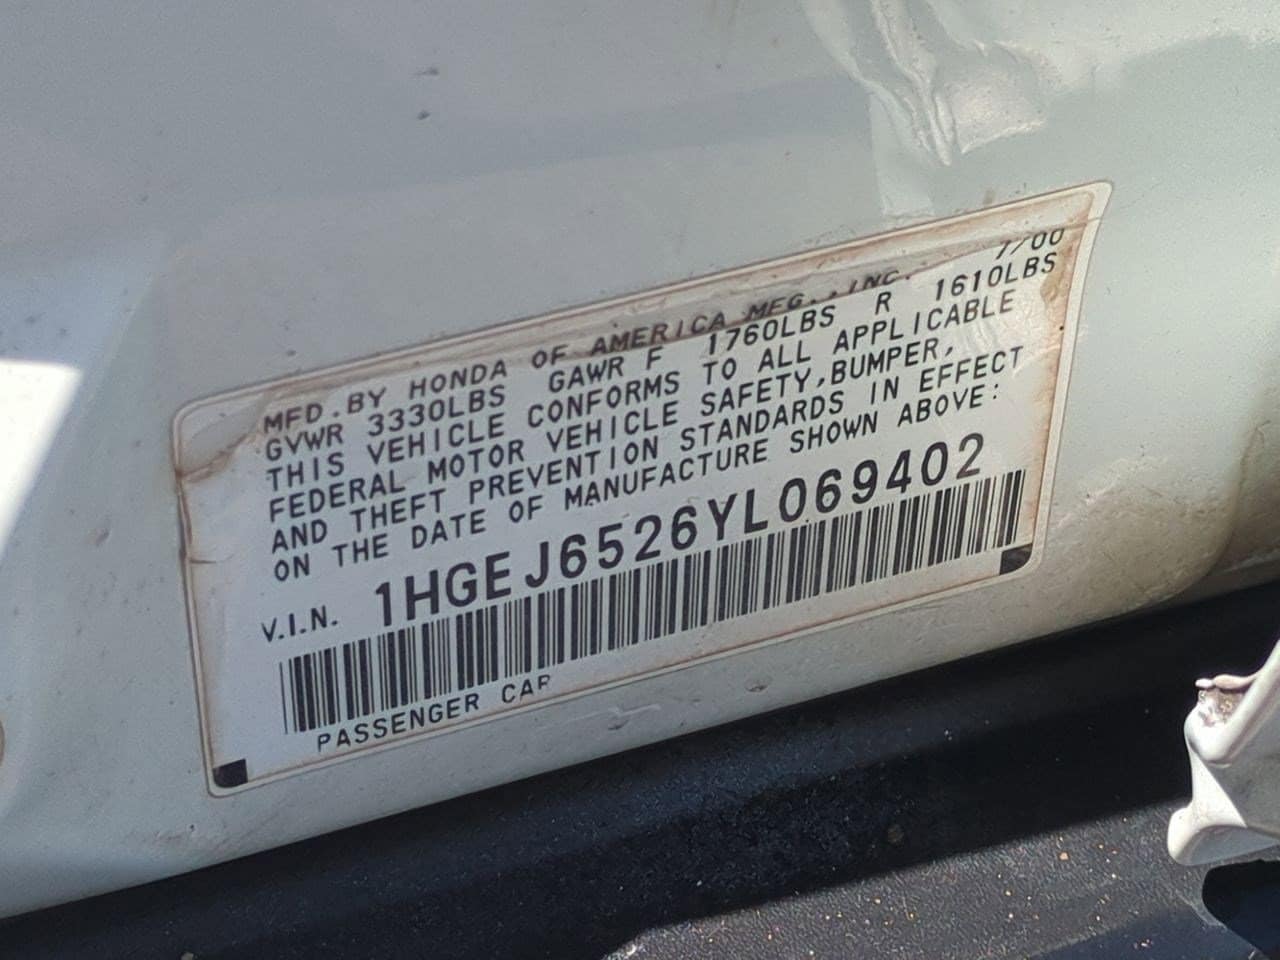 7/00
MFD.BY HONDA OF AMERICA MFG.,INC.
GVWR 3330LBS GAWR F 1760LBS R 1610LBS
THIS VEHICLE CONFORMS TO ALL APPLICABLE
FEDERAL MOTOR VEHICLE SAFETY,BUMPER,
AND THEFT PREVENTION STANDARDS IN EFFECT
ON THE DATE OF MANUFACTURE SHOWN ABOVE:
V.I.N. 1HGEJ6526YL069402
PASSENGER CAR